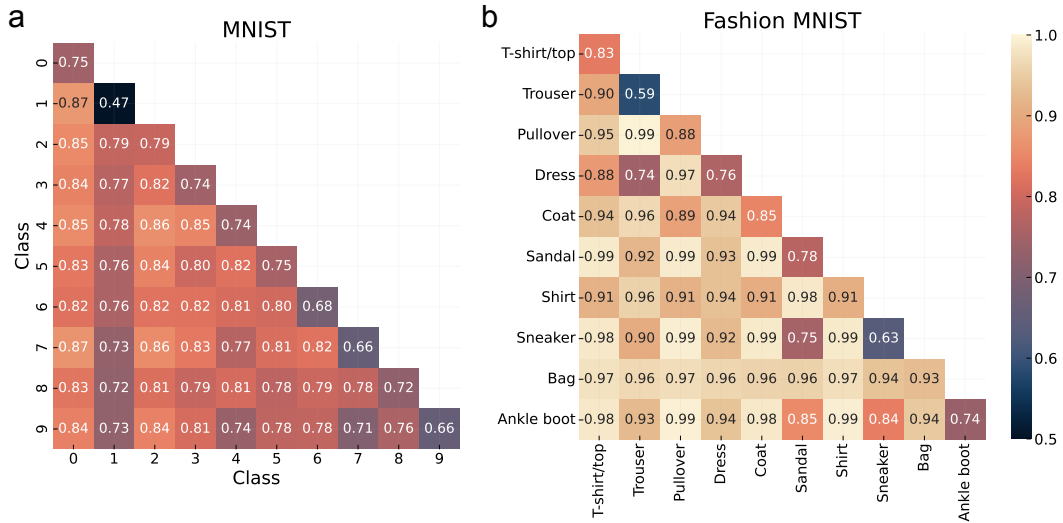 a
MNIST
0 0.75
1 0.87 0.47
2 0.85 0.79 0.79
3 0.84 0.77 0.82 0.74
4 0.85 0.78 0.86 0.85 0.74
5 0.83 0.76 0.84 0.80 0.82 0.75
6 0.82 0.76 0.82 0.82 0.81 0.80 0.68
7 0.87 0.73 0.86 0.83 0.77 0.81 0.82 0.66
8 0.83 0.72 0.81 0.79 0.81 0.78 0.79 0.78 0.72
9 0.84 0.73 0.84 0.81 0.74 0.78 0.78 0.71 0.76 0.66
0 1 2 3 4 5 6 7 8 9
Class
Class
b
Fashion MNIST
T-shirt/top 0.83
Trouser 0.90 0.59
Pullover 0.95 0.99 0.88
Dress 0.88 0.74 0.97 0.76
Coat 0.94 0.96 0.89 0.94 0.85
Sandal 0.99 0.92 0.99 0.93 0.99 0.78
Shirt 0.91 0.96 0.91 0.94 0.91 0.98 0.91
Sneaker 0.98 0.90 0.99 0.92 0.99 0.75 0.99 0.63
Bag 0.97 0.96 0.97 0.96 0.96 0.96 0.97 0.94 0.93
Ankle boot 0.98 0.93 0.99 0.94 0.98 0.85 0.99 0.84 0.94 0.74
T-shirt/top Trouser Pullover Dress Coat Sandal Shirt Sneaker Bag Ankle boot
1.0
0.9
0.8
0.7
0.6
0.5